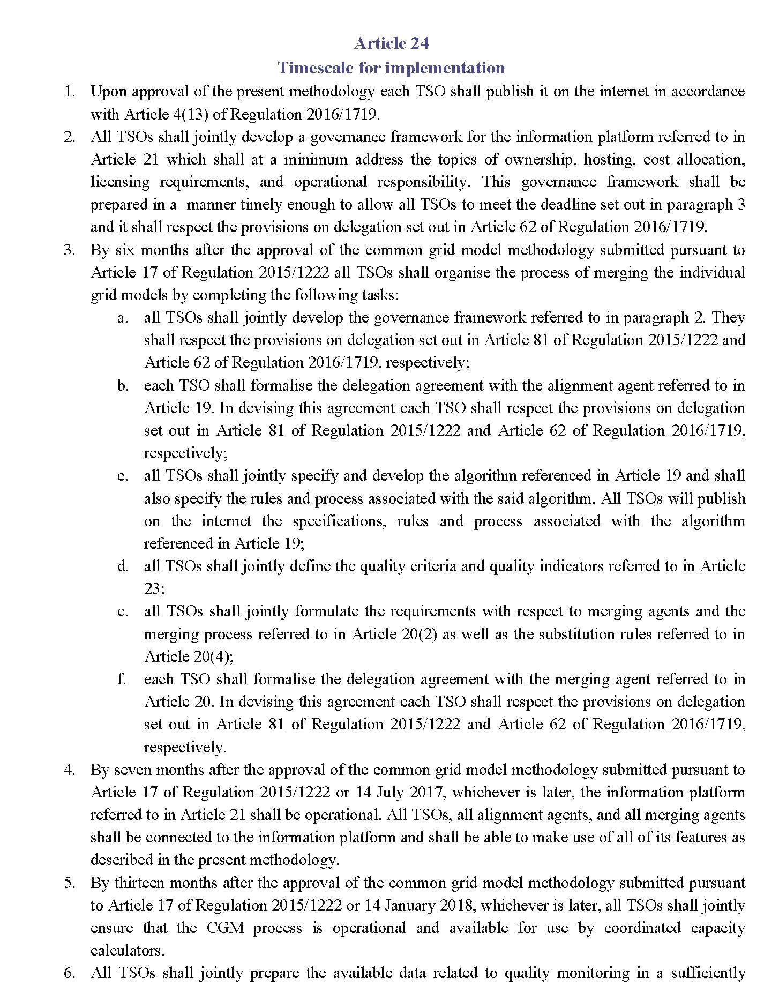 Article 24
Timescale for implementation
1. Upon approval of the present methodology each TSO shall publish it on the internet in accordance
with Article 4(13) of Regulation 2016/1719.
2. All TSOs shall jointly develop a governance framework for the information platform referred to in
Article 21 which shall at a minimum address the topics of ownership, hosting, cost allocation,
licensing requirements, and operational responsibility. This governance framework shall be
prepared in a manner timely enough to allow all TSOs to meet the deadline set out in paragraph 3
and it shall respect the provisions on delegation set out in Article 62 of Regulation 2016/1719.
3. By six months after the approval of the common grid model methodology submitted pursuant to
Article 17 of Regulation 2015/1222 all TSOs shall organise the process of merging the individual
grid models by completing the following tasks:
a. all TSOs shall jointly develop the governance framework referred to in paragraph 2. They
shall respect the provisions on delegation set out in Article 81 of Regulation 2015/1222 and
Article 62 of Regulation 2016/1719, respectively;
b. each TSO shall formalise the delegation agreement with the alignment agent referred to in
Article 19. In devising this agreement each TSO shall respect the provisions on delegation
set out in Article 81 of Regulation 2015/1222 and Article 62 of Regulation 2016/1719,
respectively;
c. all TSOs shall jointly specify and develop the algorithm referenced in Article 19 and shall
also specify the rules and process associated with the said algorithm. All TSOs will publish
on the internet the specifications, rules and process associated with the algorithm
referenced in Article 19;
d. all TSOs shall jointly define the quality criteria and quality indicators referred to in Article
23;
e. all TSOs shall jointly formulate the requirements with respect to merging agents and the
merging process referred to in Article 20(2) as well as the substitution rules referred to in
Article 20(4);
f. each TSO shall formalise the delegation agreement with the merging agent referred to in
Article 20. In devising this agreement each TSO shall respect the provisions on delegation
set out in Article 81 of Regulation 2015/1222 and Article 62 of Regulation 2016/1719,
respectively.
4. By seven months after the approval of the common grid model methodology submitted pursuant to
Article 17 of Regulation 2015/1222 or 14 July 2017, whichever is later, the information platform
referred to in Article 21 shall be operational. All TSOs, all alignment agents, and all merging agents
shall be connected to the information platform and shall be able to make use of all of its features as
described in the present methodology.
5. By thirteen months after the approval of the common grid model methodology submitted pursuant
to Article 17 of Regulation 2015/1222 or 14 January 2018, whichever is later, all TSOs shall jointly
ensure that the CGM process is operational and available for use by coordinated capacity
calculators.
6. All TSOs shall jointly prepare the available data related to quality monitoring in a sufficiently